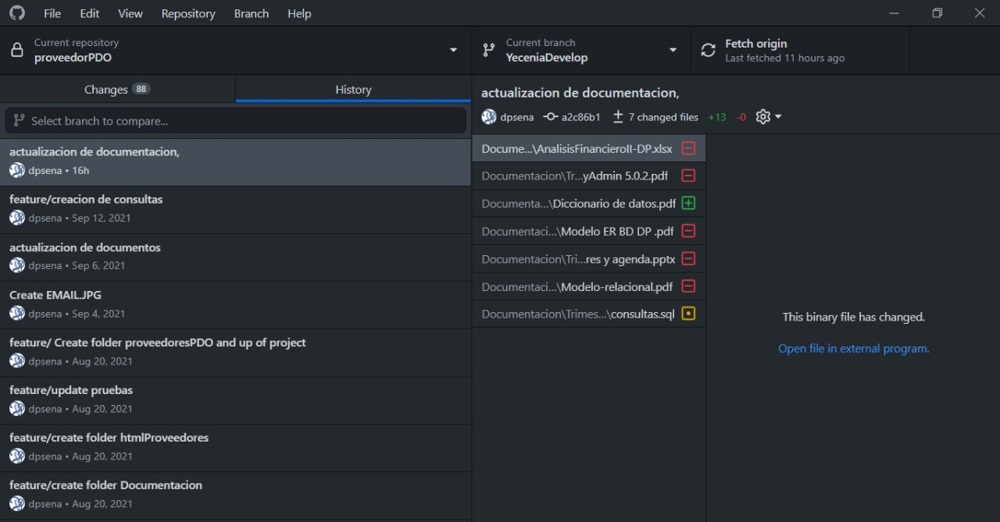 File Edit View Repository Branch Help
Current repository
proveedorPDO
Current branch
YeceniaDevelop
Fetch origin
Last fetched 11 hours ago
Changes 88
History
Select branch to compare...
actualizacion de documentacion,
dpsena • 16h
feature/creacion de consultas
dpsena • Sep 12, 2021
actualizacion de documentos
dpsena • Sep 6, 2021
Create EMAIL.JPG
dpsena • Sep 4, 2021
feature/ Create folder proveedoresPDO and up of project
dpsena • Aug 20, 2021
feature/update pruebas
dpsena • Aug 20, 2021
feature/create folder htmlProveedores
dpsena • Aug 20, 2021
feature/create folder Documentacion
dpsena • Aug 20, 2021
actualizacion de documentacion,
dpsena a2c86b1 7 changed files +13 -0
Docume...\AnalisisFinancieroII-DP.xlsx
Documentacion\Tr...yAdmin 5.0.2.pdf
Documenta...\Diccionario de datos.pdf
Documentaci...\Modelo ER BD DP .pdf
Documentacion\Tri...res y agenda.pptx
Documentaci...\Modelo-relacional.pdf
Documentacion\Trimes...\consultas.sql
This binary file has changed.
Open file in external program.